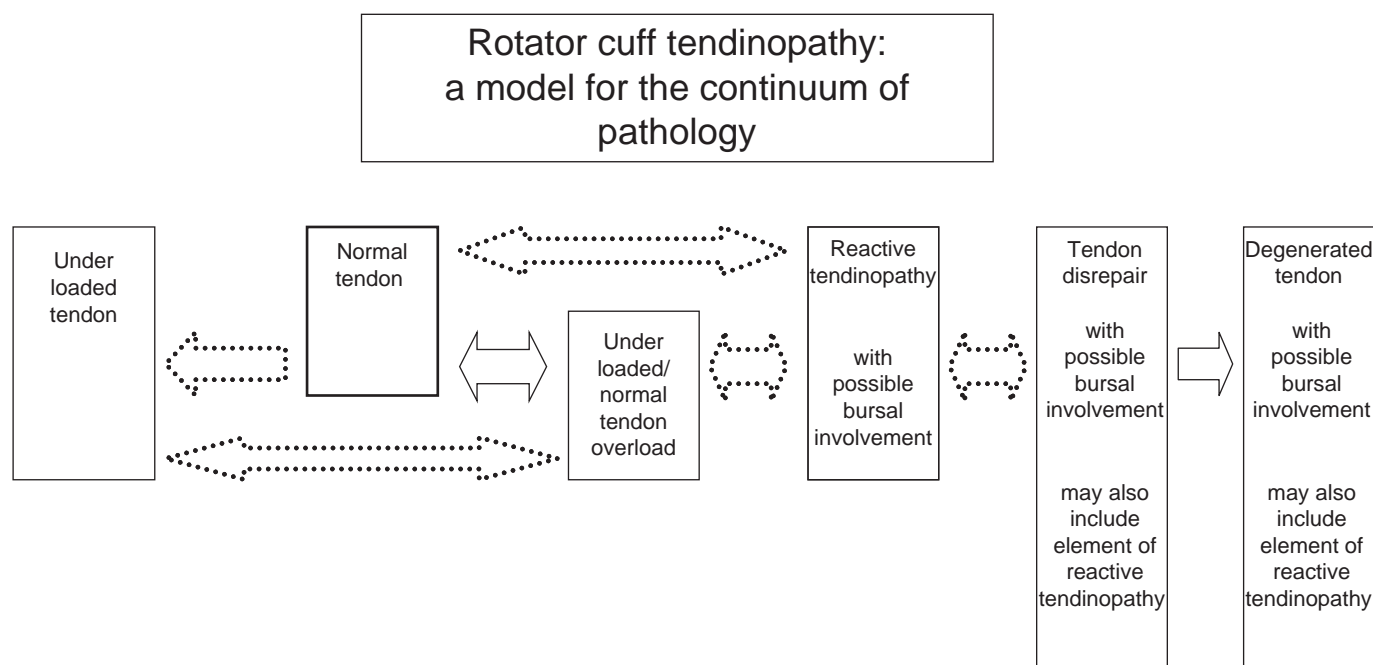 Rotator cuff tendinopathy:
a model for the continuum of
pathology
Under
loaded
tendon
Normal
tendon
Under
loaded/
normal
tendon
overload
Reactive
tendinopathy
with
possible
bursal
involvement
Tendon
disrepair
with
possible
bursal
involvement
may also
include
element of
reactive
tendinopathy
Degenerated
tendon
with
possible
bursal
involvement
may also
include
element of
reactive
tendinopathy